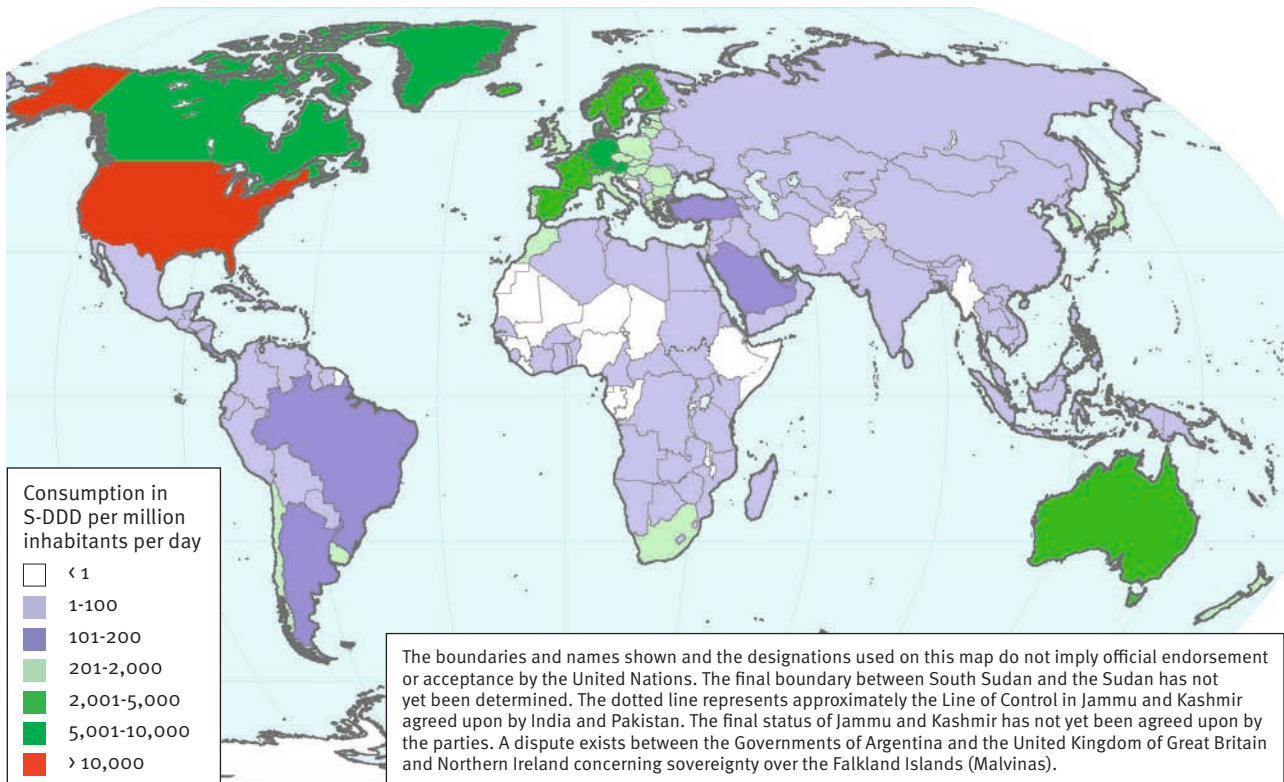 Consumption in
S-DDD per million
inhabitants per day
< 1
1-100
101-200
201-2,000
2,001-5,000
5,001-10,000
> 10,000
The boundaries and names shown and the designations used on this map do not imply official endorsement
or acceptance by the United Nations. The final boundary between South Sudan and the Sudan has not
yet been determined. The dotted line represents approximately the Line of Control in Jammu and Kashmir
agreed upon by India and Pakistan. The final status of Jammu and Kashmir has not yet been agreed upon by
the parties. A dispute exists between the Governments of Argentina and the United Kingdom of Great Britain
and Northern Ireland concerning sovereignty over the Falkland Islands (Malvinas).